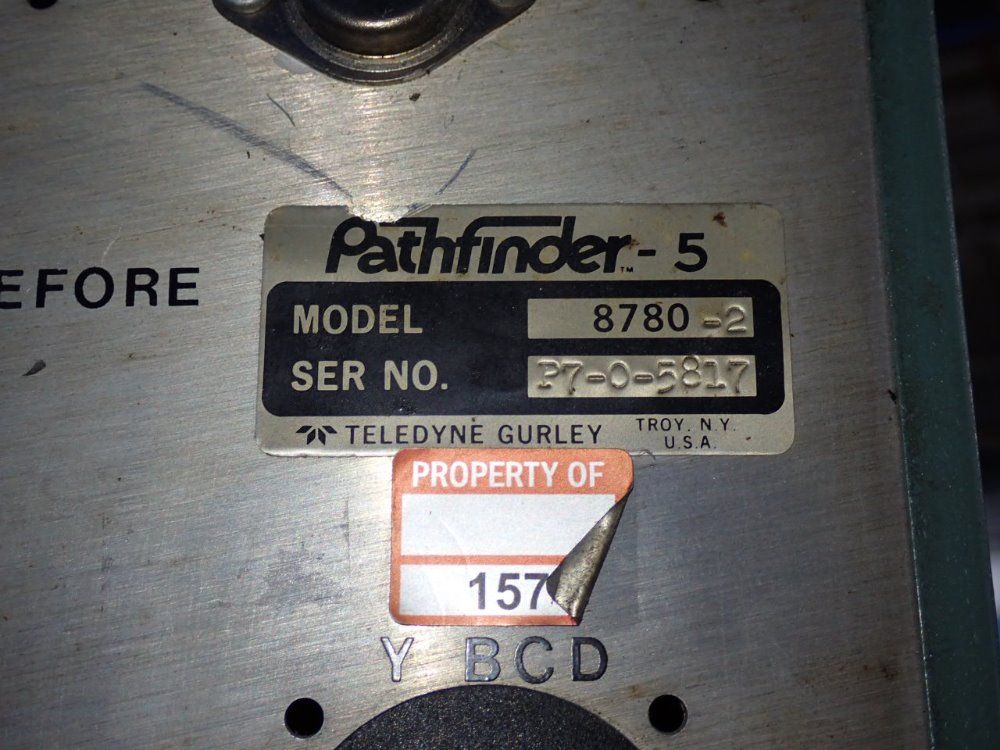 Pathfinder™- 5
EFORE
MODEL 8780-2
SER NO. P7-0-5817
TELEDYNE GURLEY TROY, N.Y. U.S.A.
PROPERTY OF
157
Y BCD